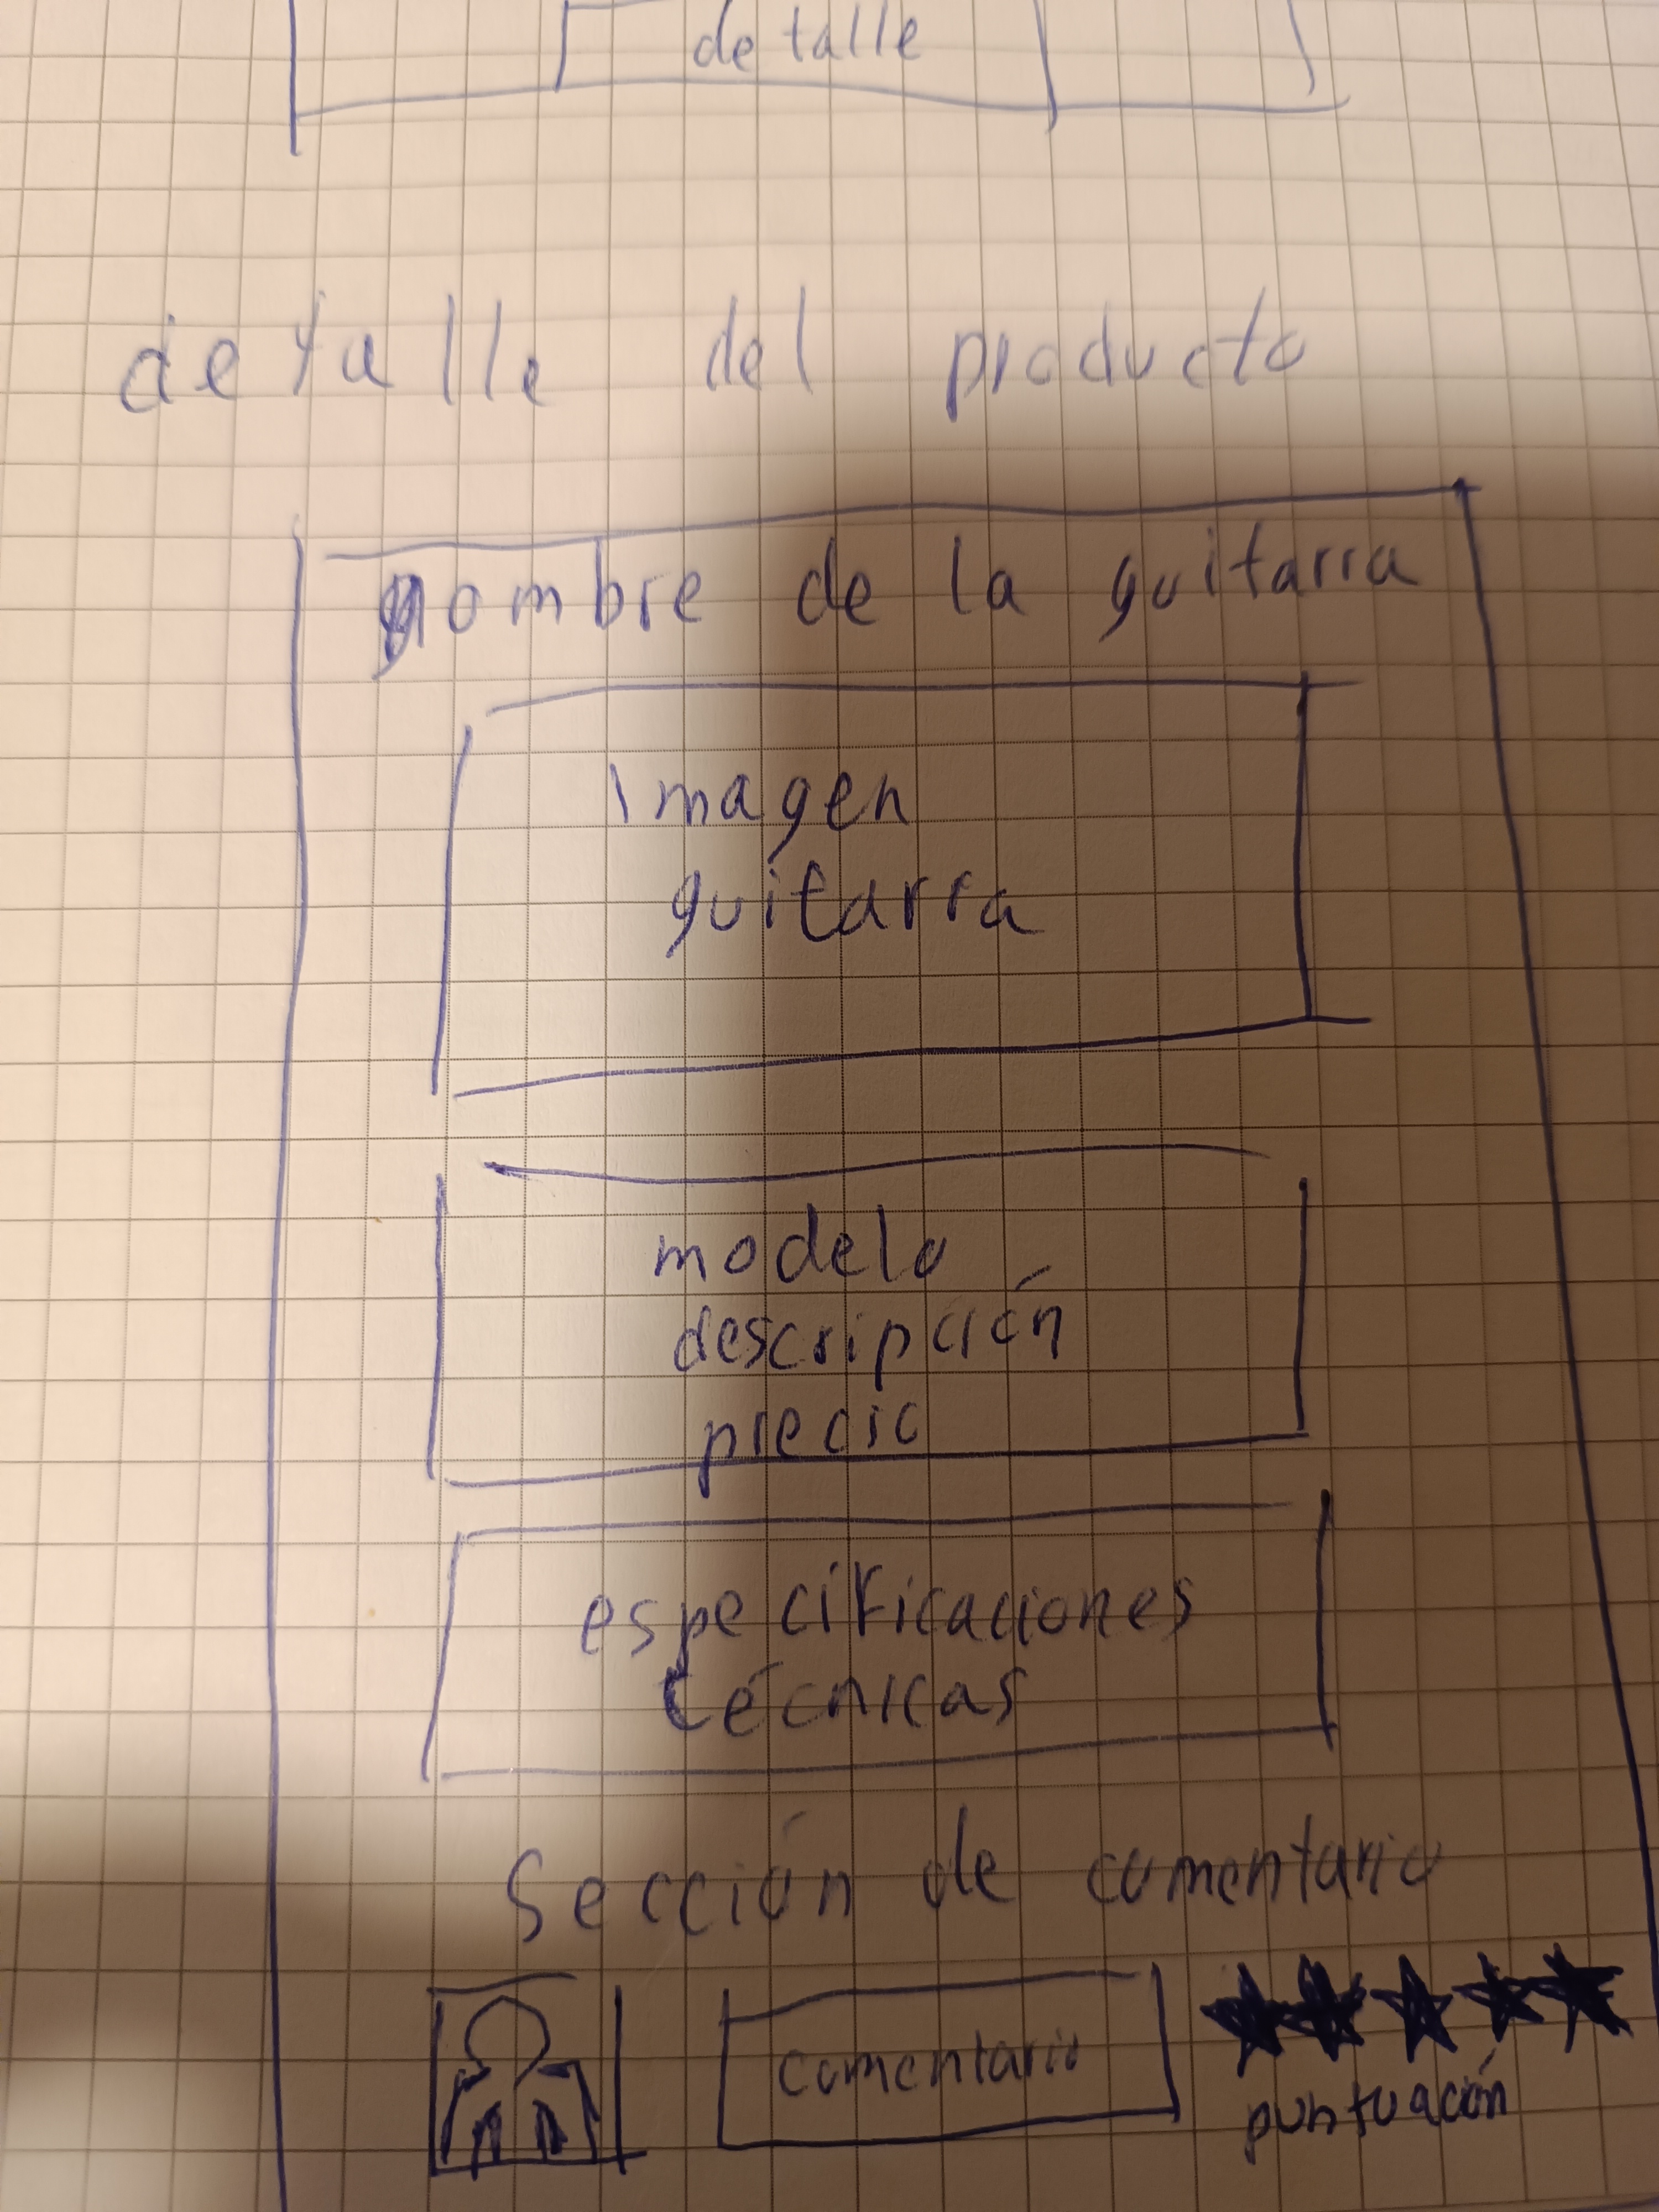 detalle
detalle del producto
nombre de la guitarra
Imagen
guitarra
modelo
descripción
precio
especificaciones
técnicas
Sección de comentario
comentario
puntuación